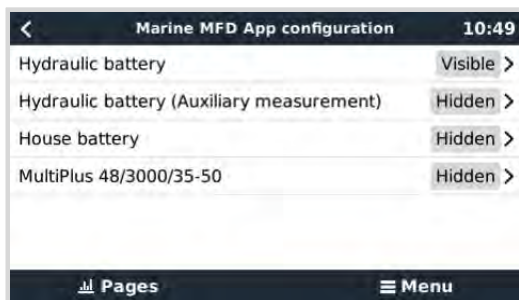 Marine MFD App configuration 10:49
Hydraulic battery Visible
Hydraulic battery (Auxiliary measurement) Hidden
House battery Hidden
MultiPlus 48/3000/35-50 Hidden
Pages Menu